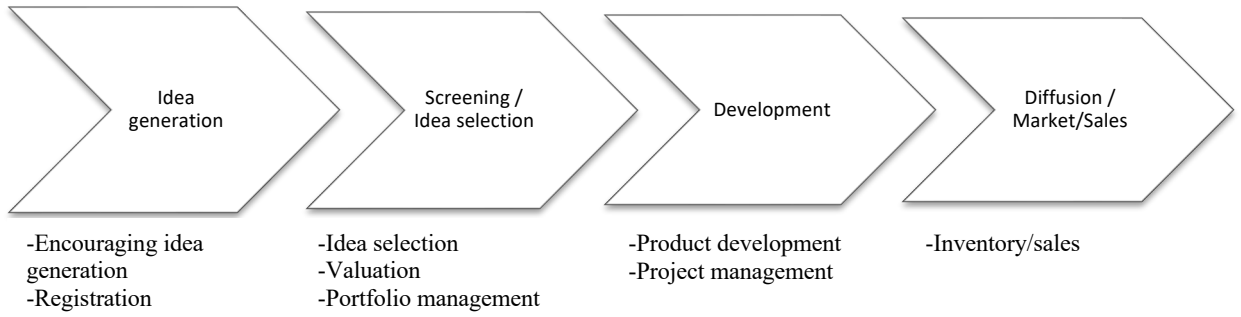 Idea
generation
Screening /
Idea selection
Development
Diffusion /
Market/Sales
-Encouraging idea
generation
-Registration
-Idea selection
-Valuation
-Portfolio management
-Product development
-Project management
-Inventory/sales